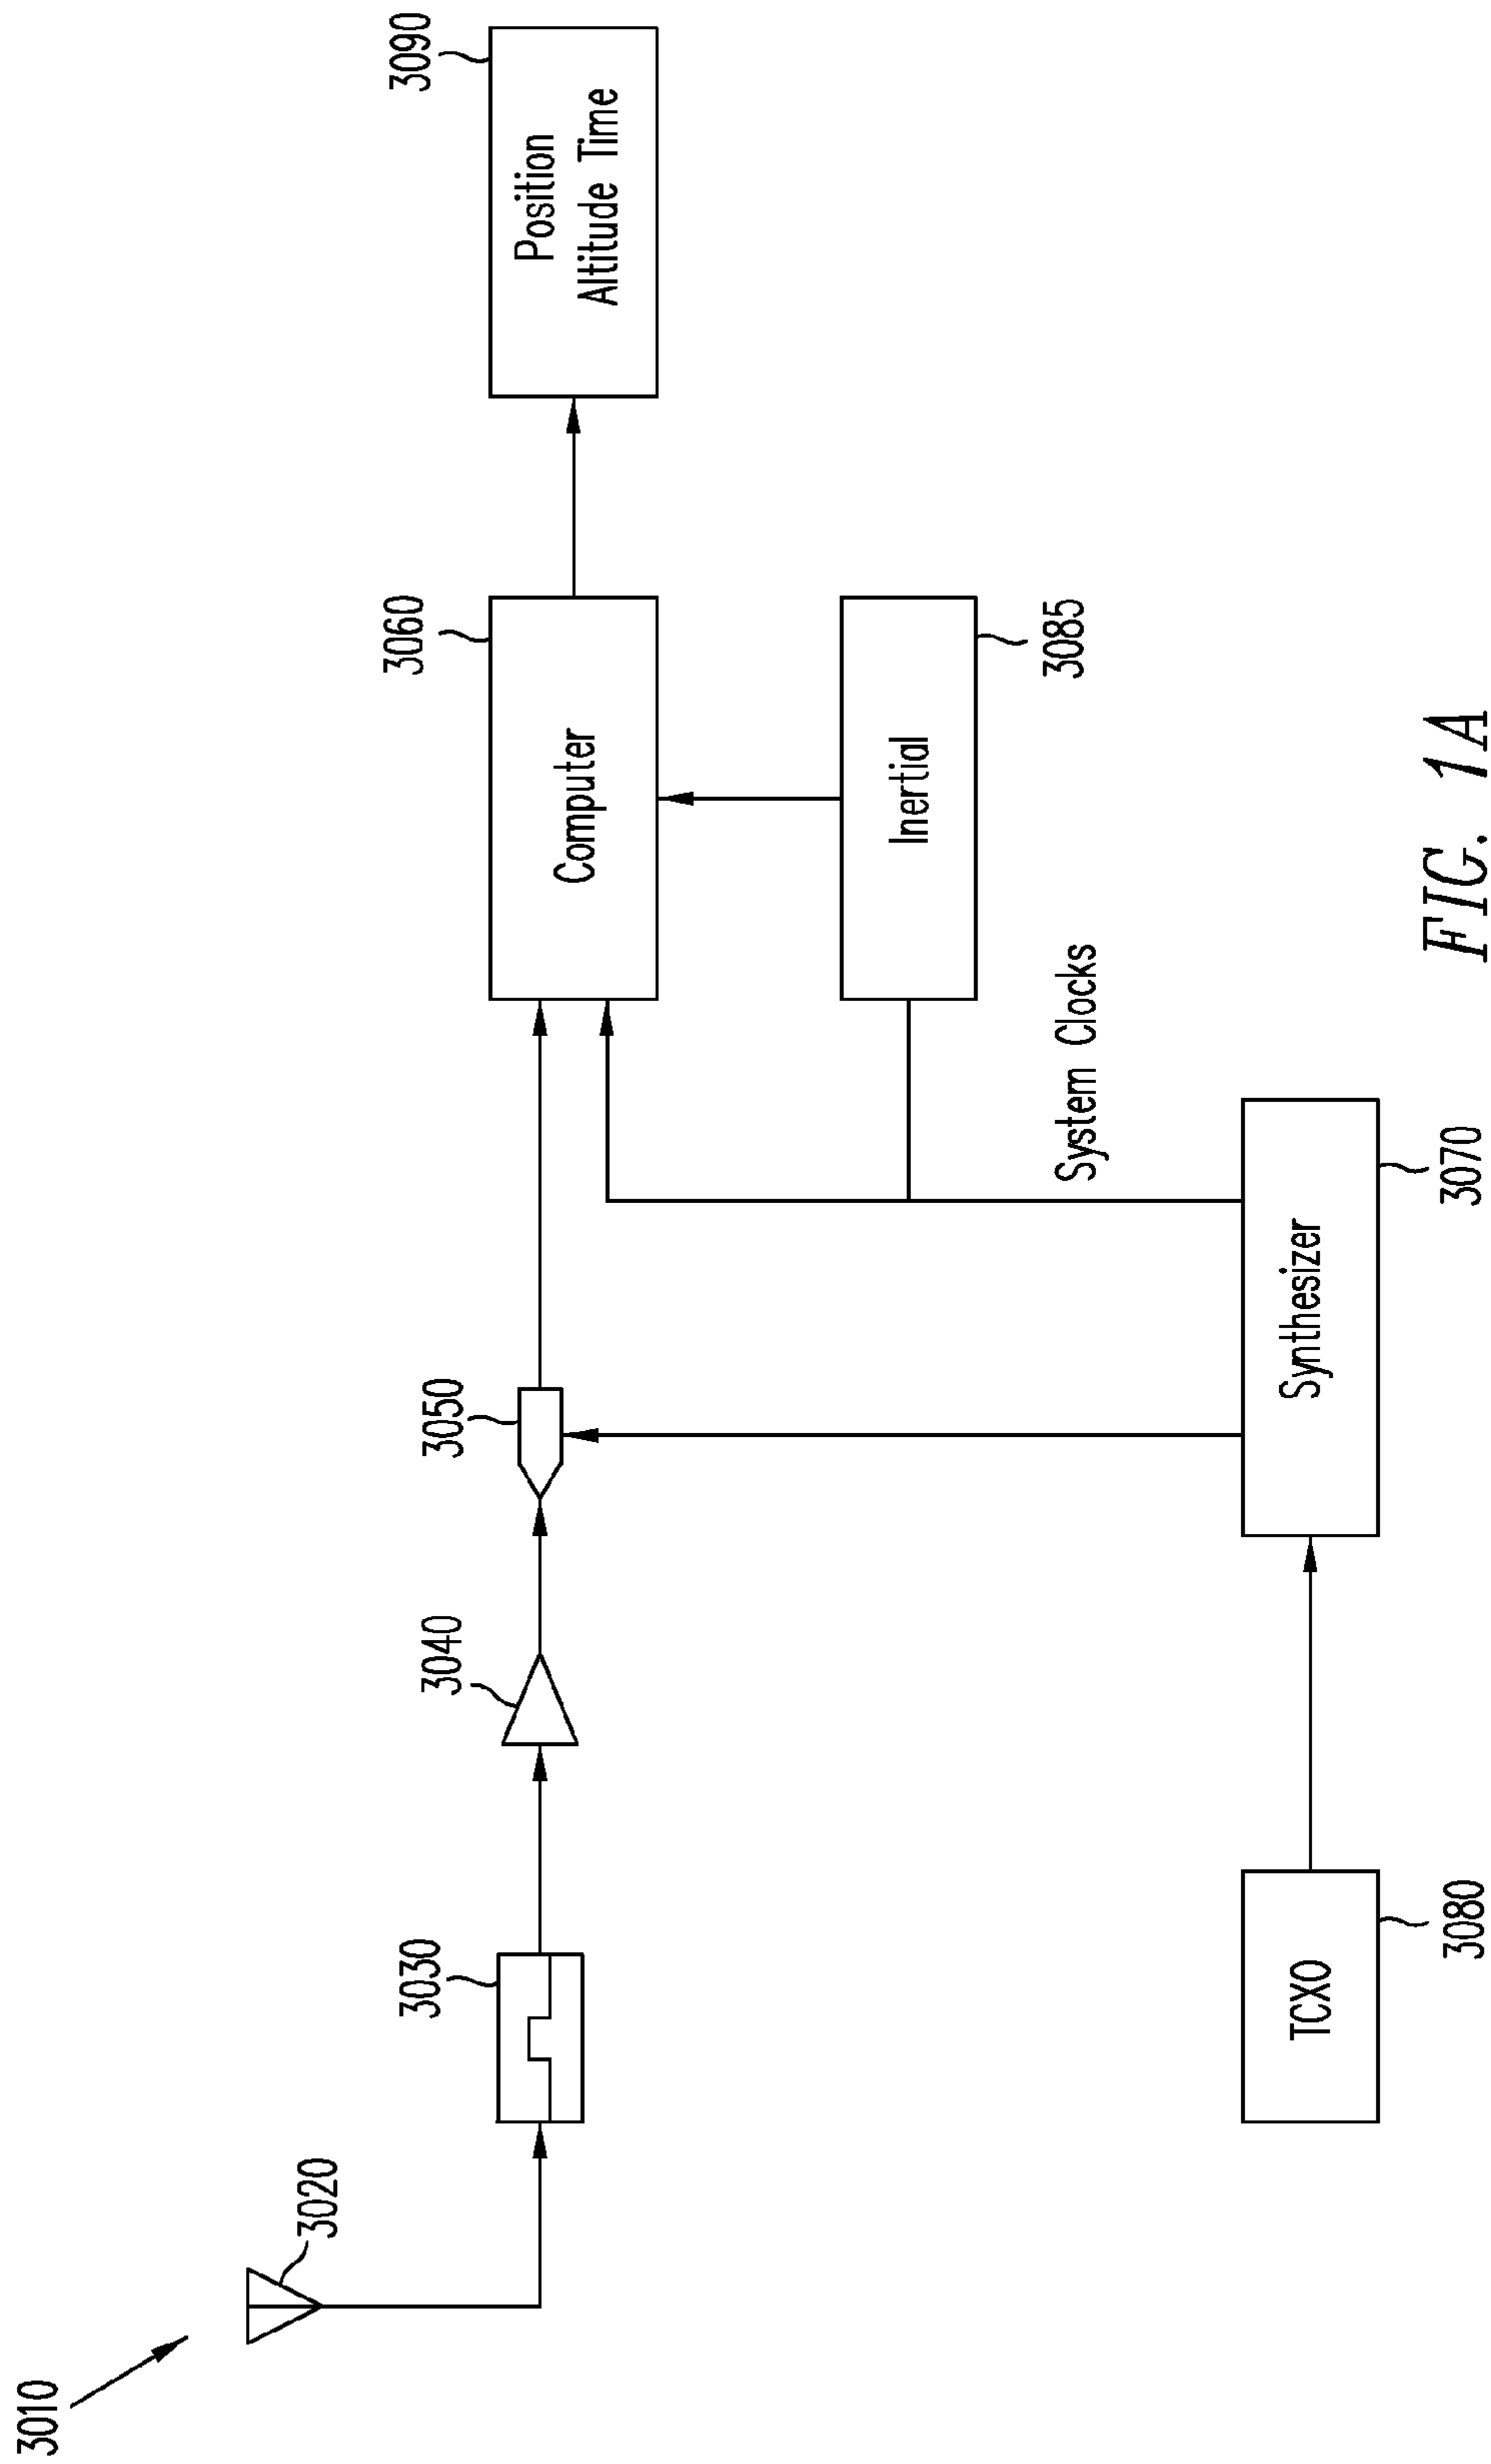 3010
3020
3030
3040
3050
Computer
3060
Position
Altitude Time
3090
Inertial
3085
System Clocks
Synthesizer
3070
TCXO
3080
FIG. 1A